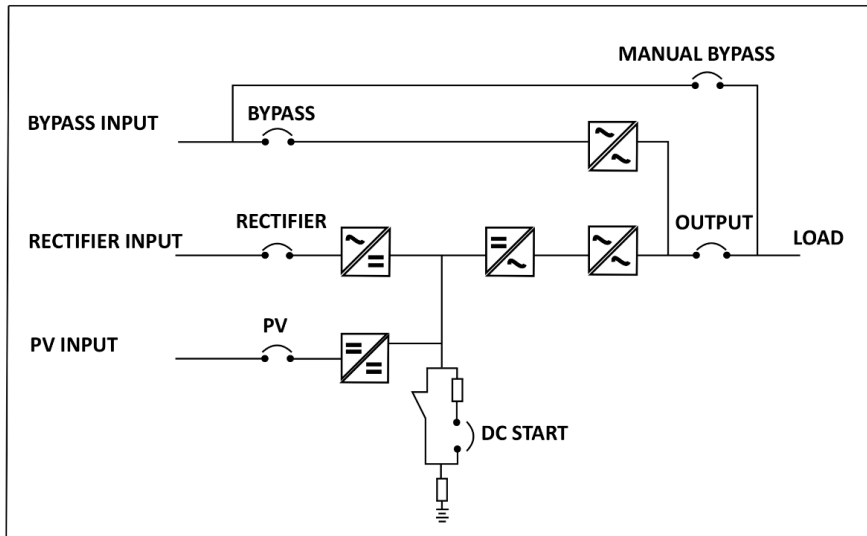 MANUAL BYPASS
BYPASS INPUT
BYPASS
RECTIFIER INPUT
RECTIFIER
OUTPUT
LOAD
PV INPUT
PV
DC START